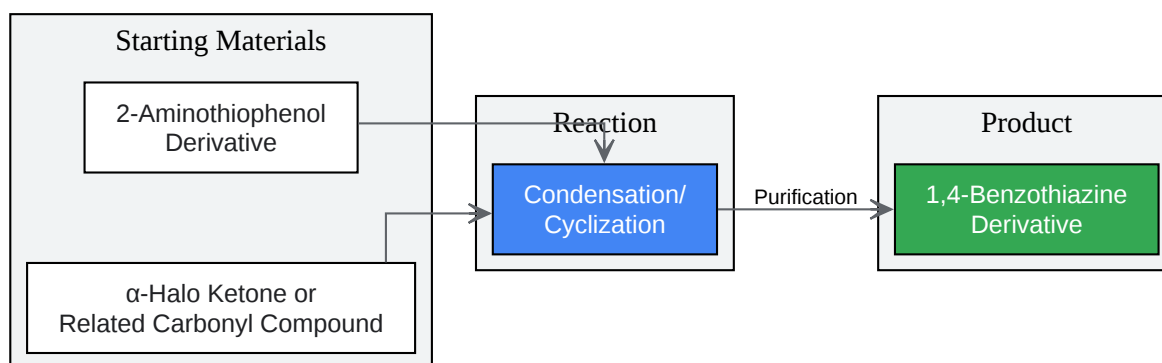 Starting Materials
2-Aminothiophenol
Derivative
α-Halo Ketone or
Related Carbonyl Compound
Reaction
Condensation/
Cyclization
Purification
Product
1,4-Benzothiazine
Derivative